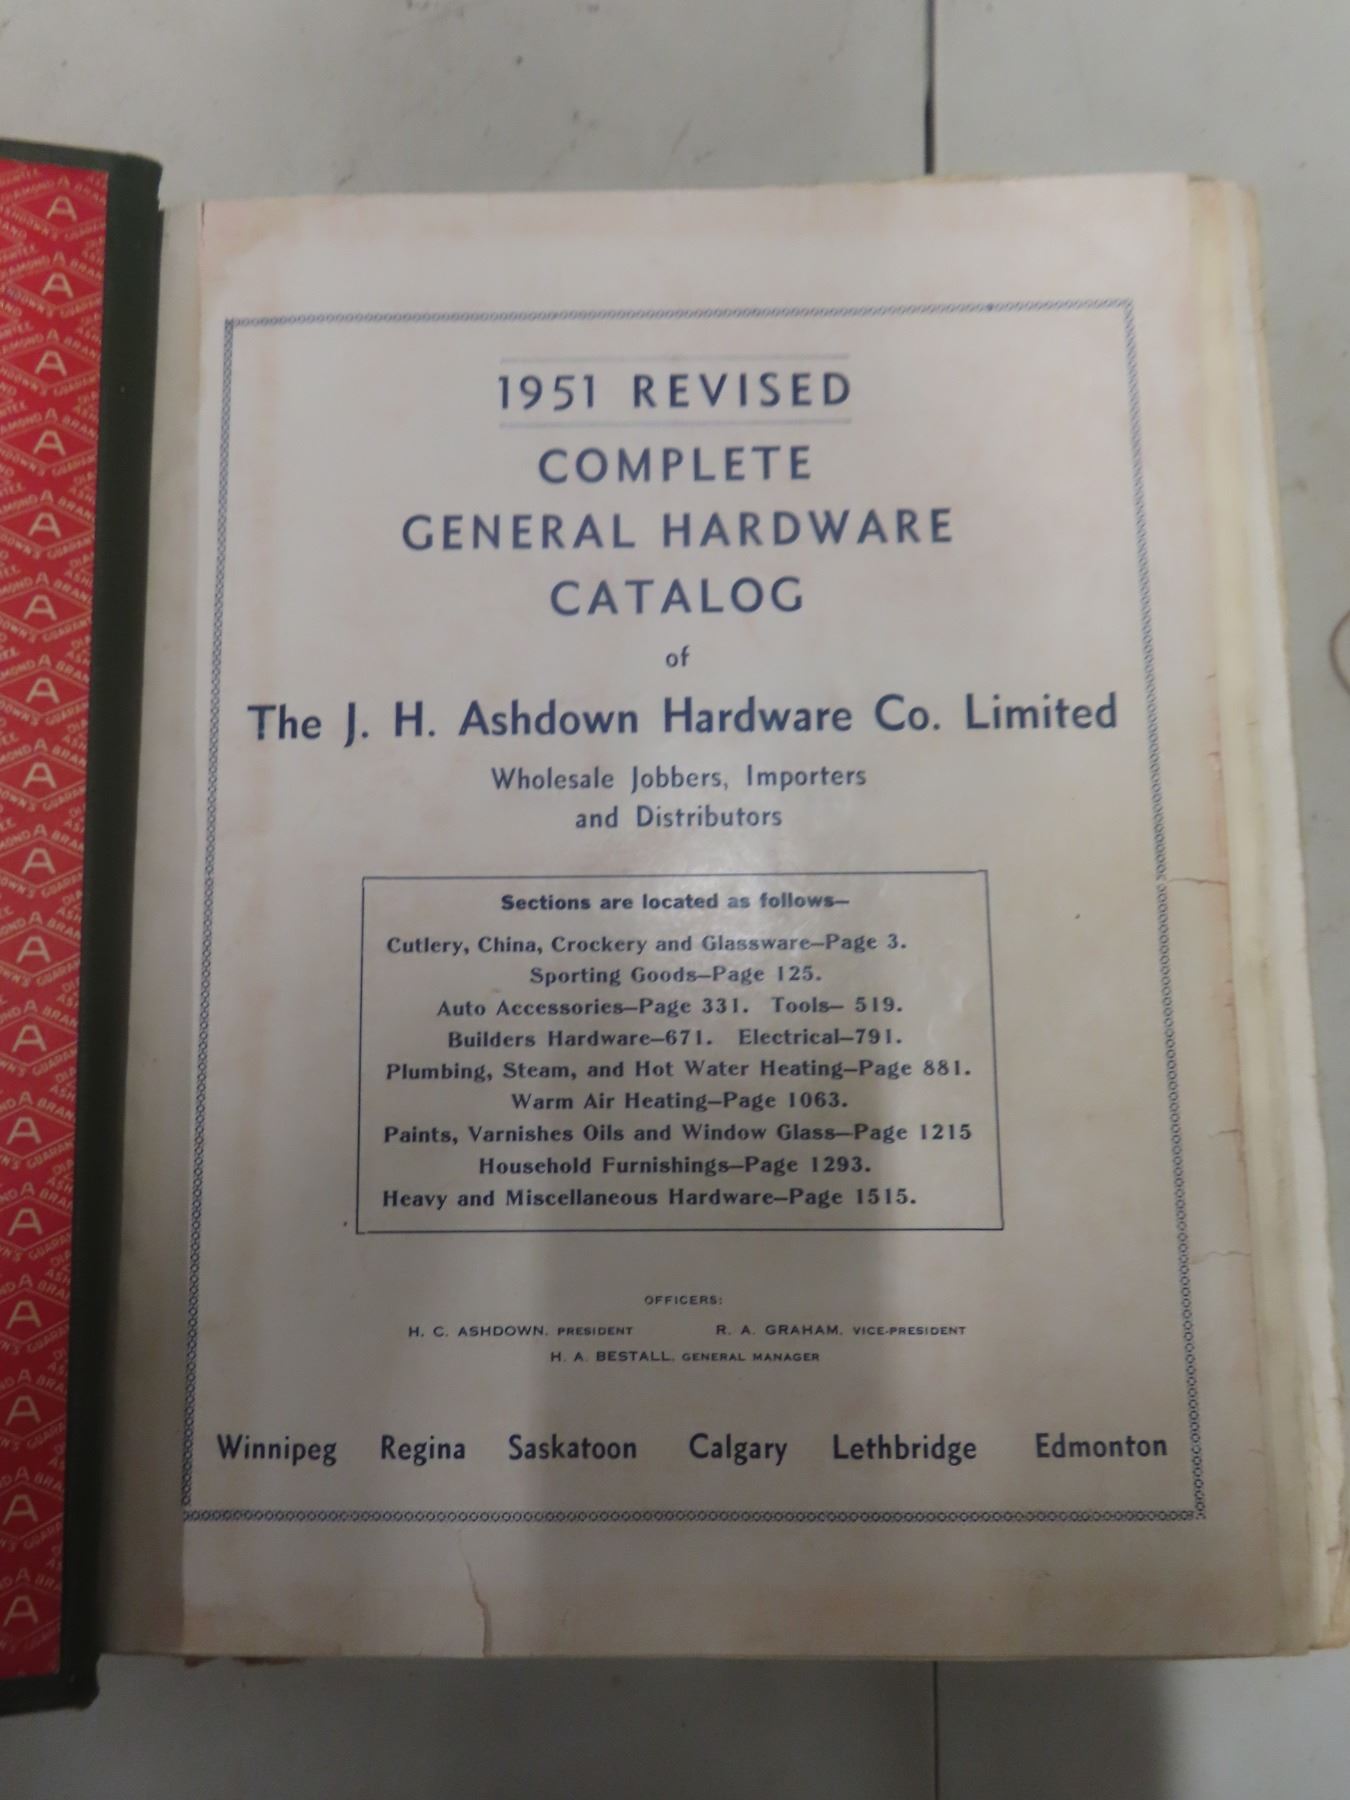 1951 REVISED
COMPLETE
GENERAL HARDWARE
CATALOG
of
The J. H. Ashdown Hardware Co. Limited
Wholesale Jobbers, Importers
and Distributors
Sections are located as follows—
Cutlery, China, Crockery and Glassware—Page 3.
Sporting Goods—Page 125.
Auto Accessories—Page 331. Tools— 519.
Builders Hardware—671. Electrical—791.
Plumbing, Steam, and Hot Water Heating—Page 881.
Warm Air Heating—Page 1063.
Paints, Varnishes Oils and Window Glass—Page 1215
Household Furnishings—Page 1293.
Heavy and Miscellaneous Hardware—Page 1515.
OFFICERS:
H. C. ASHDOWN, PRESIDENT R. A. GRAHAM, VICE-PRESIDENT
H. A. BESTALL, GENERAL MANAGER
Winnipeg Regina Saskatoon Calgary Lethbridge Edmonton